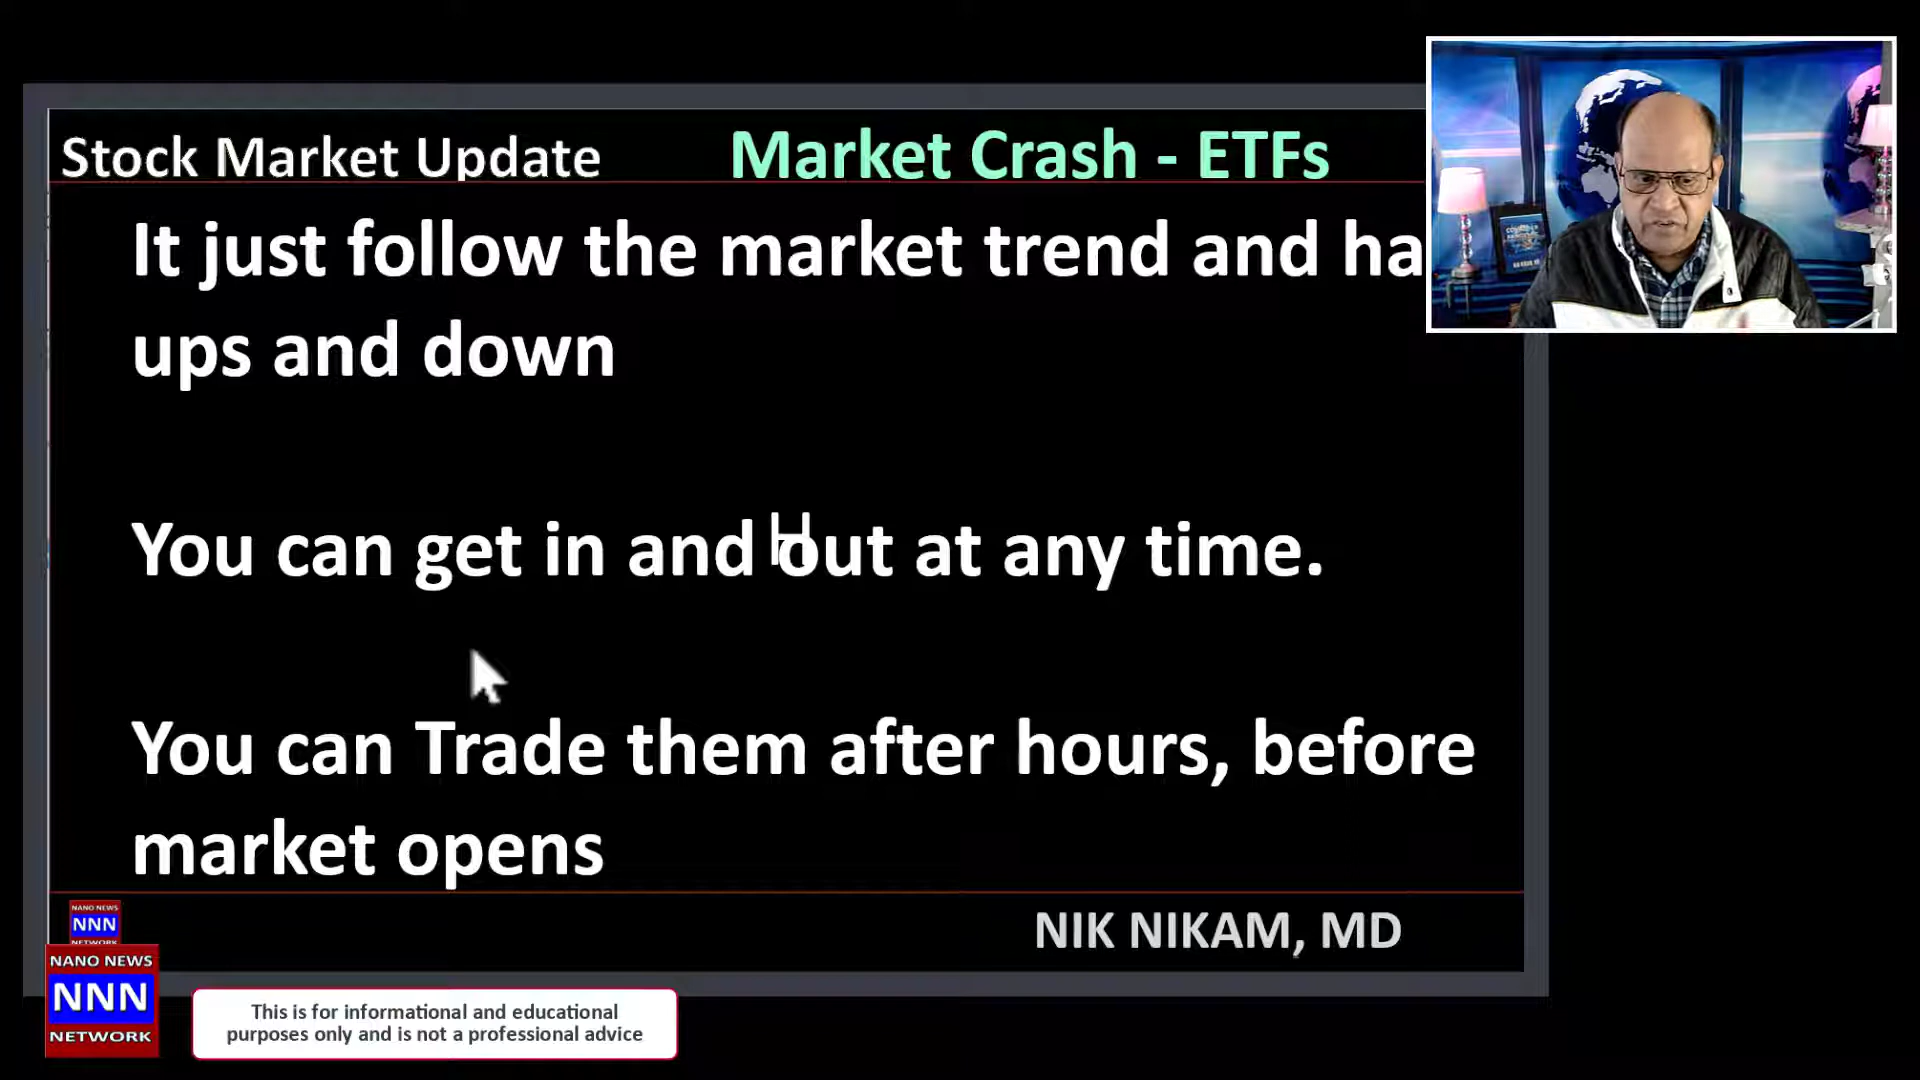 Stock Market Update
Market Crash - ETFs
It just follow the market trend and ha
ups and down
You can get in and out at any time.
H
You can Trade them after hours, before
market opens
NANO NEWS
NNN
NETWORK
NIK NIKAM, MD
NANO NEWS
NNN
NETWORK
This is for informational and educational
purposes only and is not a professional advice